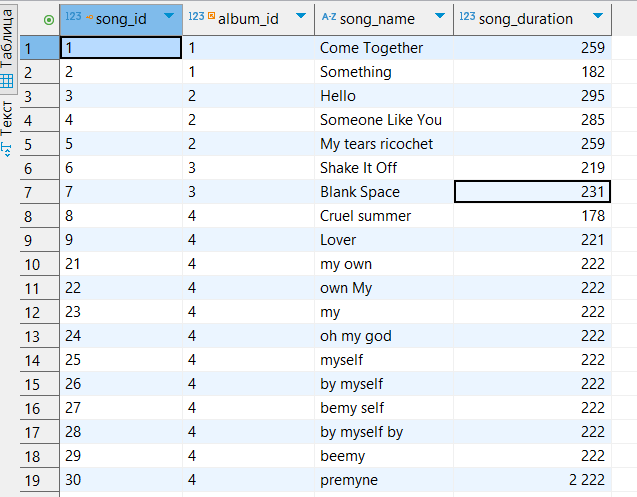 Таблица
Текст
123 song_id 123 album_id A-Z song_name 123 song_duration
1 1 1 Come Together 259
2 2 1 Something 182
3 3 2 Hello 295
4 4 2 Someone Like You 285
5 5 2 My tears ricochet 259
6 6 3 Shake It Off 219
7 7 3 Blank Space 231
8 8 4 Cruel summer 178
9 9 4 Lover 221
10 21 4 my own 222
11 22 4 own My 222
12 23 4 my 222
13 24 4 oh my god 222
14 25 4 myself 222
15 26 4 by myself 222
16 27 4 bemy self 222
17 28 4 by myself by 222
18 29 4 beemy 222
19 30 4 premyne 2 222